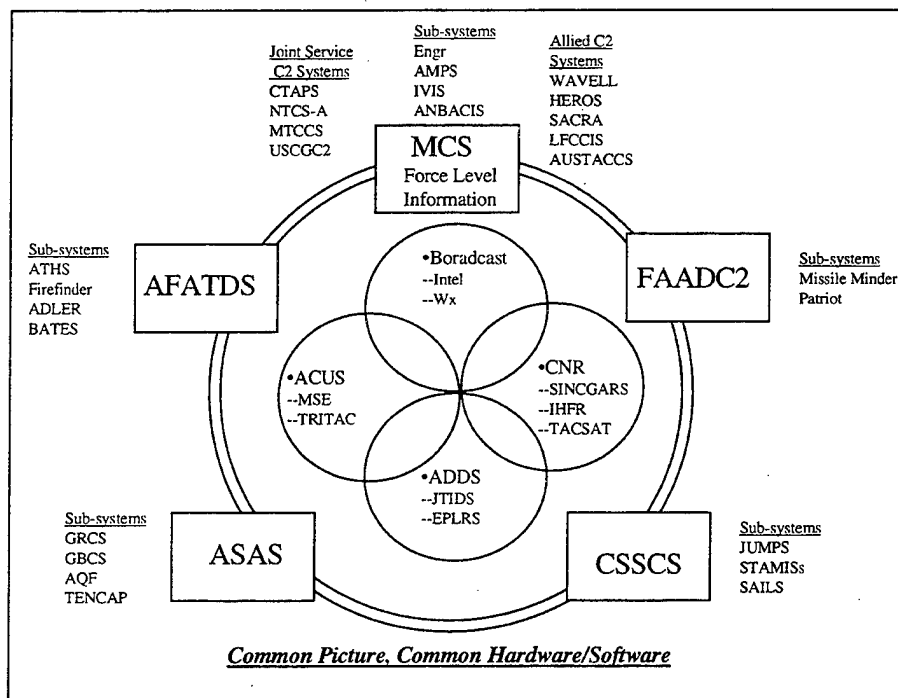 Joint Service
C2 Systems
CTAPS
NTCS-A
MTCCS
USCGC2
Sub-systems
Engr
AMPS
IVIS
ANBACIS
Allied C2
Systems
WAVELL
HEROS
SACRA
LFCCIS
AUSTACCS
MCS
Force Level
Information
Sub-systems
ATHS
Firefinder
ADLER
BATES
AFATDS
FAADC2
Sub-systems
Missile Minder
Patriot
•Boradcast
--Intel
--Wx
•ACUS
--MSE
--TRITAC
•CNR
--SINCGARS
--IHFR
--TACSAT
•ADDS
--JTIDS
--EPLRS
Sub-systems
GRCS
GBCS
AQF
TENCAP
ASAS
CSSCS
Sub-systems
JUMPS
STAMISs
SAILS
Common Picture, Common Hardware/Software